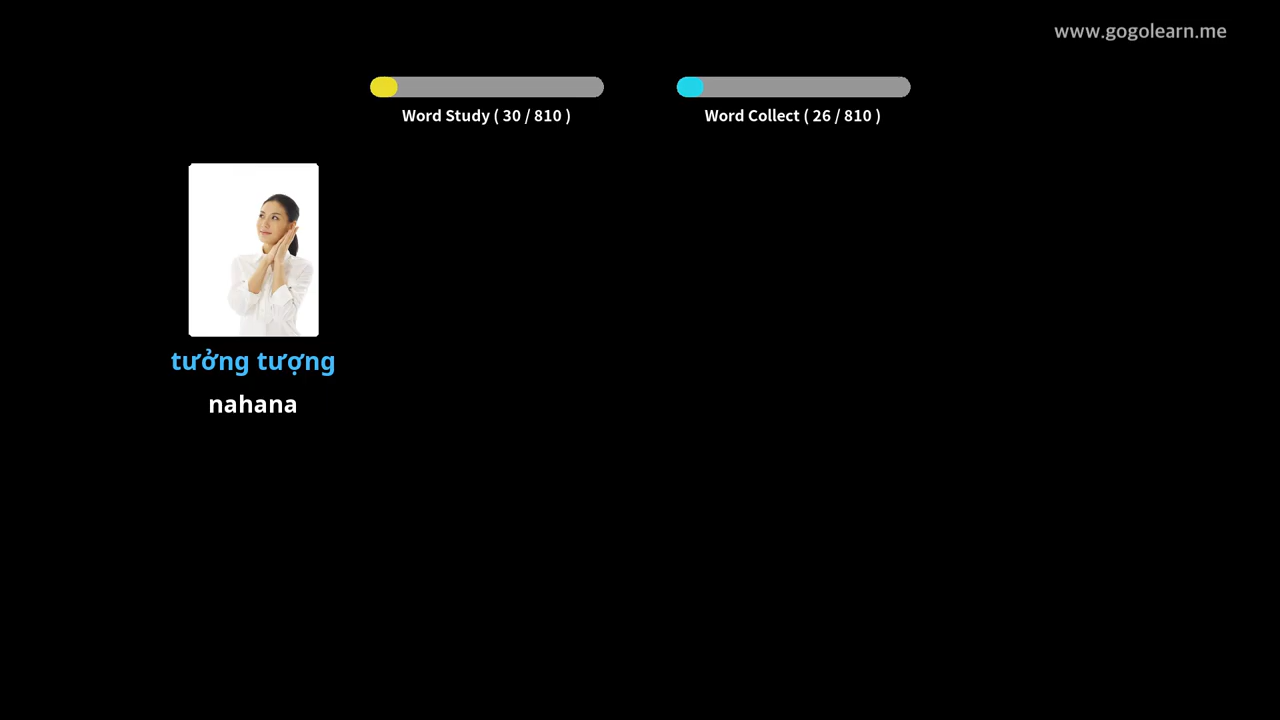 www.gogolearn.me
Word Study ( 30 / 810 )
Word Collect ( 26 / 810 )
tưởng tượng
nahana